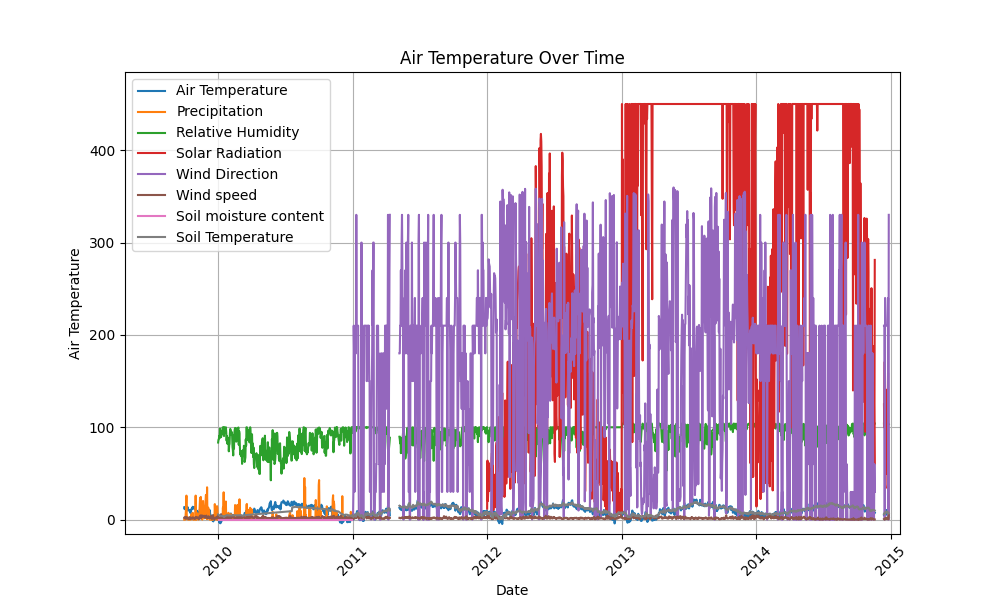 Air Temperature Over Time
Air Temperature
Precipitation
Relative Humidity
Solar Radiation
Wind Direction
Wind speed
Soil moisture content
Soil Temperature
Air Temperature
400
300
200
100
0
2010
2011
2012
2013
2014
2015
Date